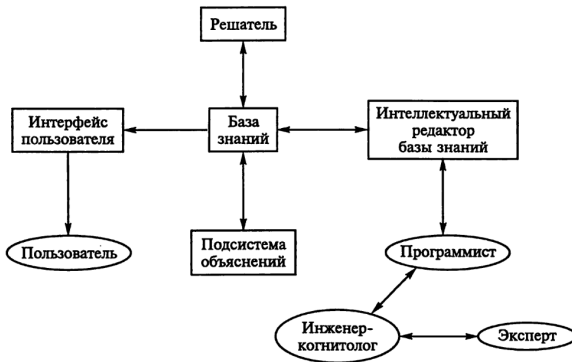 Решатель
Интерфейс
пользователя
База
знаний
Интеллектуальный
редактор
базы знаний
Пользователь
Подсистема
объяснений
Программист
Инженер-
когнитолог
Эксперт